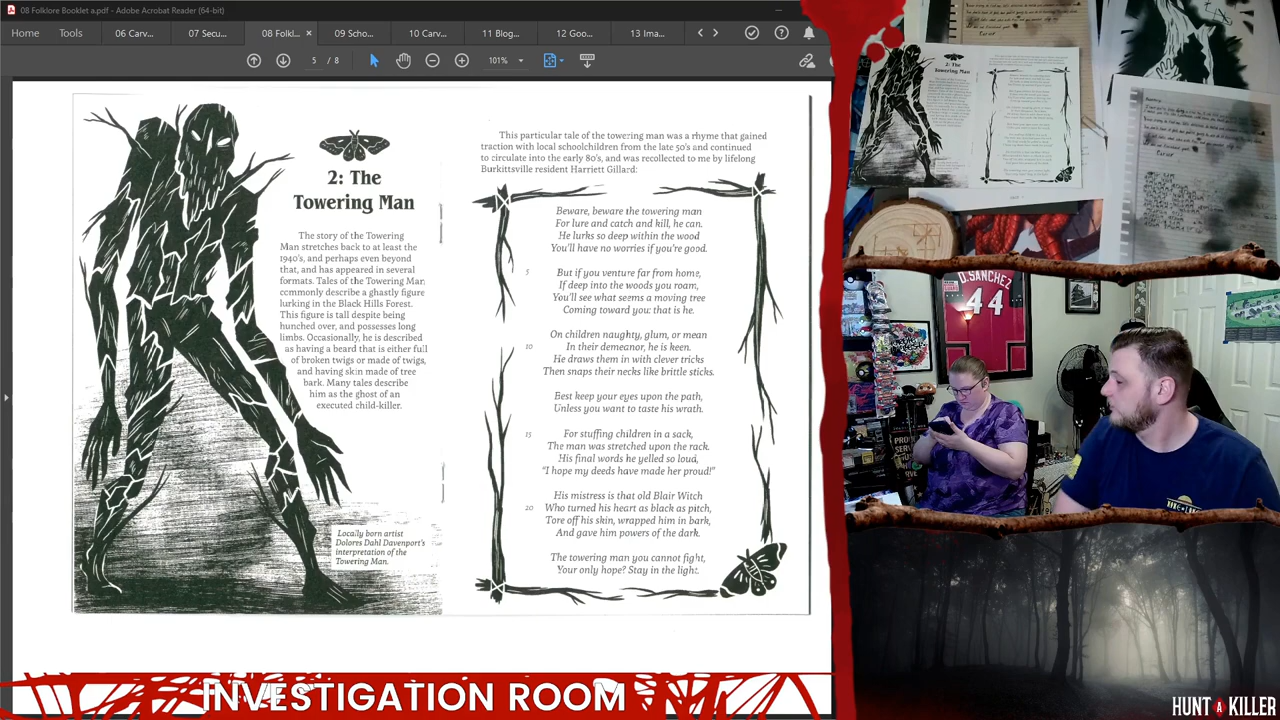 08 Folklore Booklet a.pdf - Adobe Acrobat Reader (64-bit)
Home Tools 06 Carv... 07 Secu... 08 Folkl... × 09 Scho... 10 Carv... 11 Blog... 12 Goo... 13 Ima...
5 / 8 101%
2: The
Towering Man
The story of the Towering
Man stretches back to at least the
1940's, and perhaps even beyond
that, and has appeared in several
formats. Tales of the Towering Man
commonly describe a ghastly figure
lurking in the Black Hills Forest.
This figure is tall despite being
hunched over, and possesses long
limbs. Occasionally, he is described
as having a beard that is either full
of broken twigs or made of twigs,
and having skin made of tree
bark. Many tales describe
him as the ghost of an
executed child-killer.
Locally born artist
Dolores Dahl Davenport's
interpretation of the
Towering Man.
This particular tale of the towering man was a rhyme that gained
traction with local schoolchildren from the late 50's and continued
to circulate into the early 80's, and was recollected to me by lifelong
Burkittsville resident Harriett Gillard:
Beware, beware the towering man
For lure and catch and kill, he can.
He lurks so deep within the wood
You'll have no worries if you're good.
5 But if you venture far from home,
If deep into the woods you roam,
You'll see what seems a moving tree
Coming toward you: that is he.
On children naughty, glum, or mean
10 In their demeanor, he is keen.
He draws them in with clever tricks
Then snaps their necks like brittle sticks.
Best keep your eyes upon the path,
Unless you want to taste his wrath.
15 For stuffing children in a sack,
The man was stretched upon the rack.
His final words he yelled so loud,
"I hope my deeds have made her proud!"
His mistress is that old Blair Witch
20 Who turned his heart as black as pitch,
Tore off his skin, wrapped him in bark,
And gave him powers of the dark.
The towering man you cannot fight,
Your only hope? Stay in the light.
2: The
Towering Man
D.SANCHEZ
44
INVESTIGATION ROOM
HUNT A KILLER